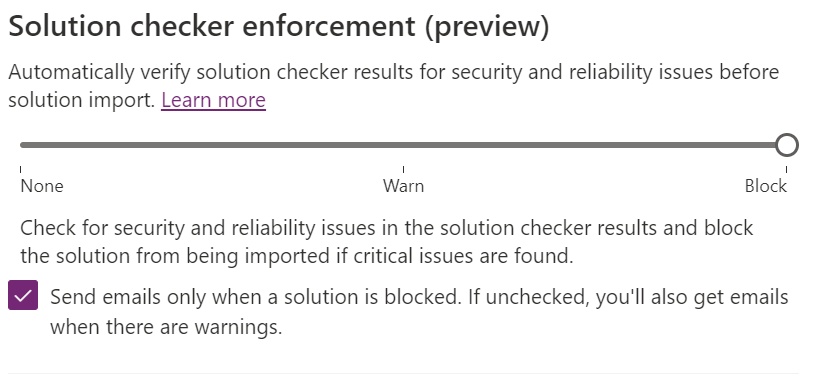 Solution checker enforcement (preview)
Automatically verify solution checker results for security and reliability issues before
solution import. Learn more
None Warn Block
Check for security and reliability issues in the solution checker results and block
the solution from being imported if critical issues are found.
Send emails only when a solution is blocked. If unchecked, you'll also get emails
when there are warnings.